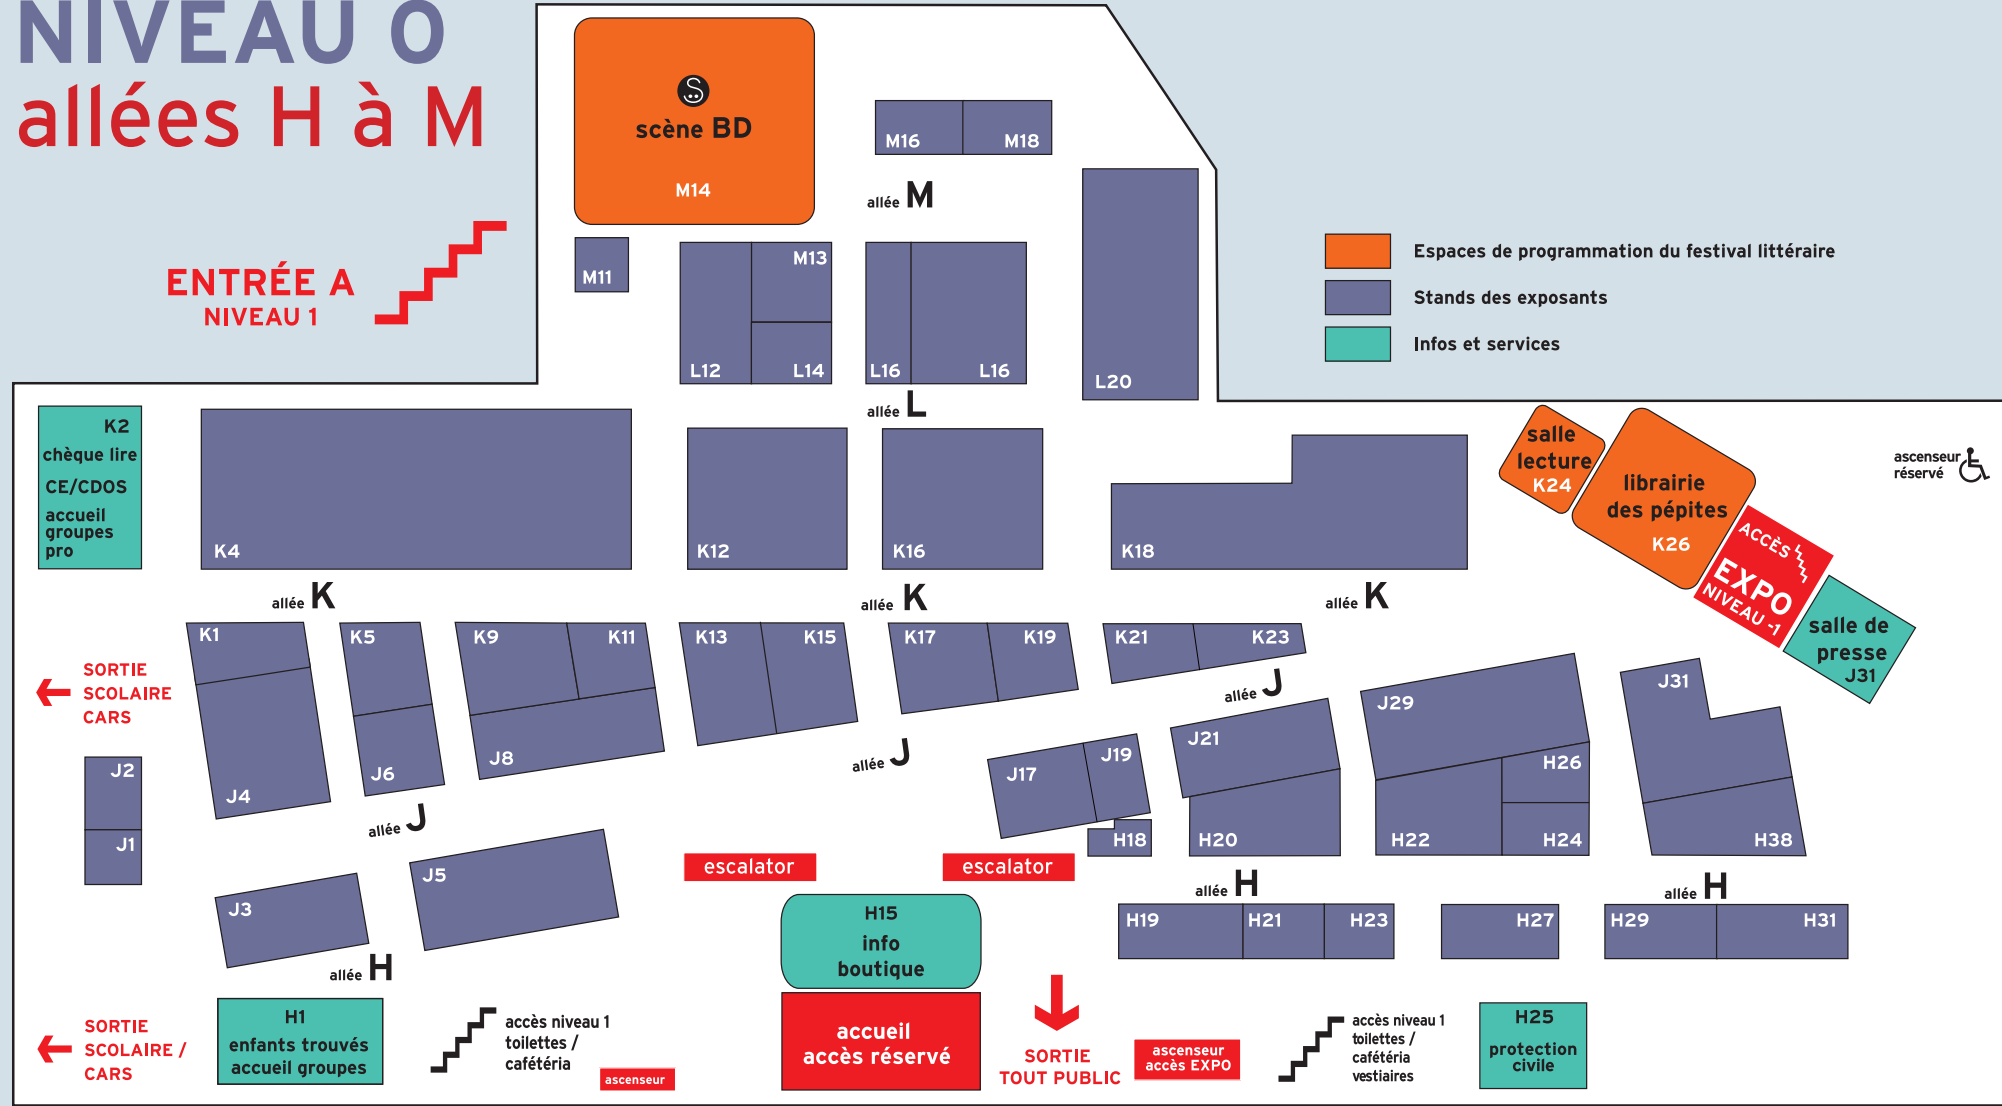 NIVEAU 0
allées H à M
ENTRÉE A
NIVEAU 1
S
scène BD
M14
M16
M18
allée M
M11
L12
M13
L14
L16
L16
L20
allée L
Espaces de programmation du festival littéraire
Stands des exposants
Infos et services
K2
chèque lire
CE/CDOS
accueil
groupes
pro
K4
K12
K16
K18
salle
lecture
K24
librairie
des pépites
K26
ACCÈS
EXPO
NIVEAU -1
salle de
presse
J31
ascenseur
réservé
allée K
allée K
allée K
K1
K5
K9
K11
K13
K15
K17
K19
K21
K23
allée J
SORTIE
SCOLAIRE
CARS
J4
J6
J8
J2
J1
allée J
allée J
J17
J19
H18
J21
H20
J29
H26
H22
H24
J31
H38
J3
J5
escalator
escalator
allée H
allée H
allée H
H19
H21
H23
H27
H29
H31
H15
info
boutique
accueil
accès réservé
SORTIE
SCOLAIRE /
CARS
H1
enfants trouvés
accueil groupes
accès niveau 1
toilettes /
cafétéria
ascenseur
SORTIE
TOUT PUBLIC
ascenseur
accès EXPO
accès niveau 1
toilettes /
cafétéria
vestiaires
H25
protection
civile